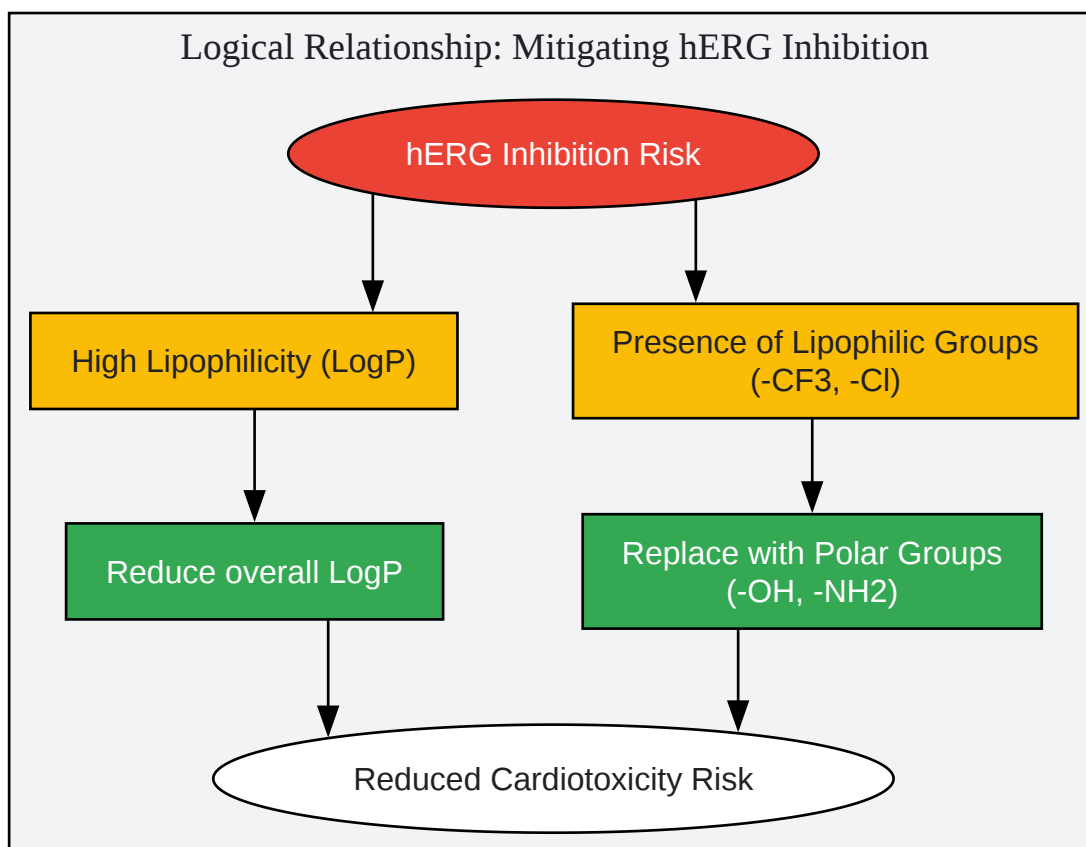 Logical Relationship: Mitigating hERG Inhibition
hERG Inhibition Risk
High Lipophilicity (LogP)
Presence of Lipophilic Groups
(-CF3, -Cl)
Reduce overall LogP
Replace with Polar Groups
(-OH, -NH2)
Reduced Cardiotoxicity Risk